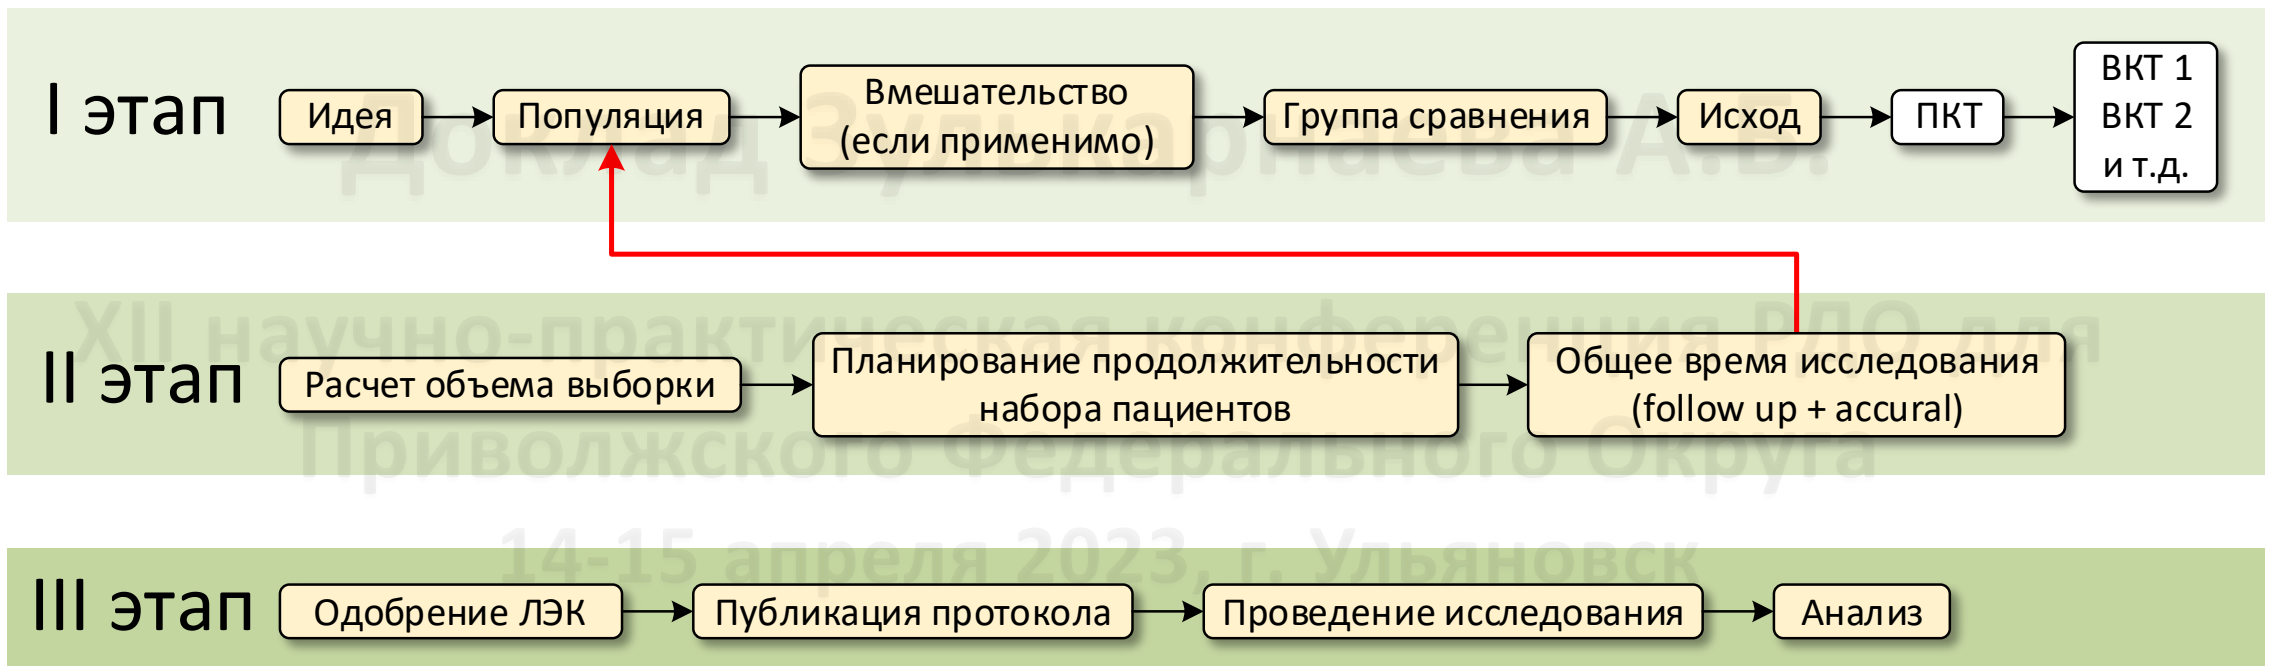 I этап
Идея
Популяция
Вмешательство
(если применимо)
Группа сравнения
Исход
ПКТ
ВКТ 1
ВКТ 2
и т.д.
Доклад Зулькарнаева А.Б.
II этап
Расчет объема выборки
Планирование продолжительности
набора пациентов
Общее время исследования
(follow up + accural)
XII научно-практическая конференция РДО для
Приволжского Федерального Округа
14-15 апреля 2023, г. Ульяновск
III этап
Одобрение ЛЭК
Публикация протокола
Проведение исследования
Анализ